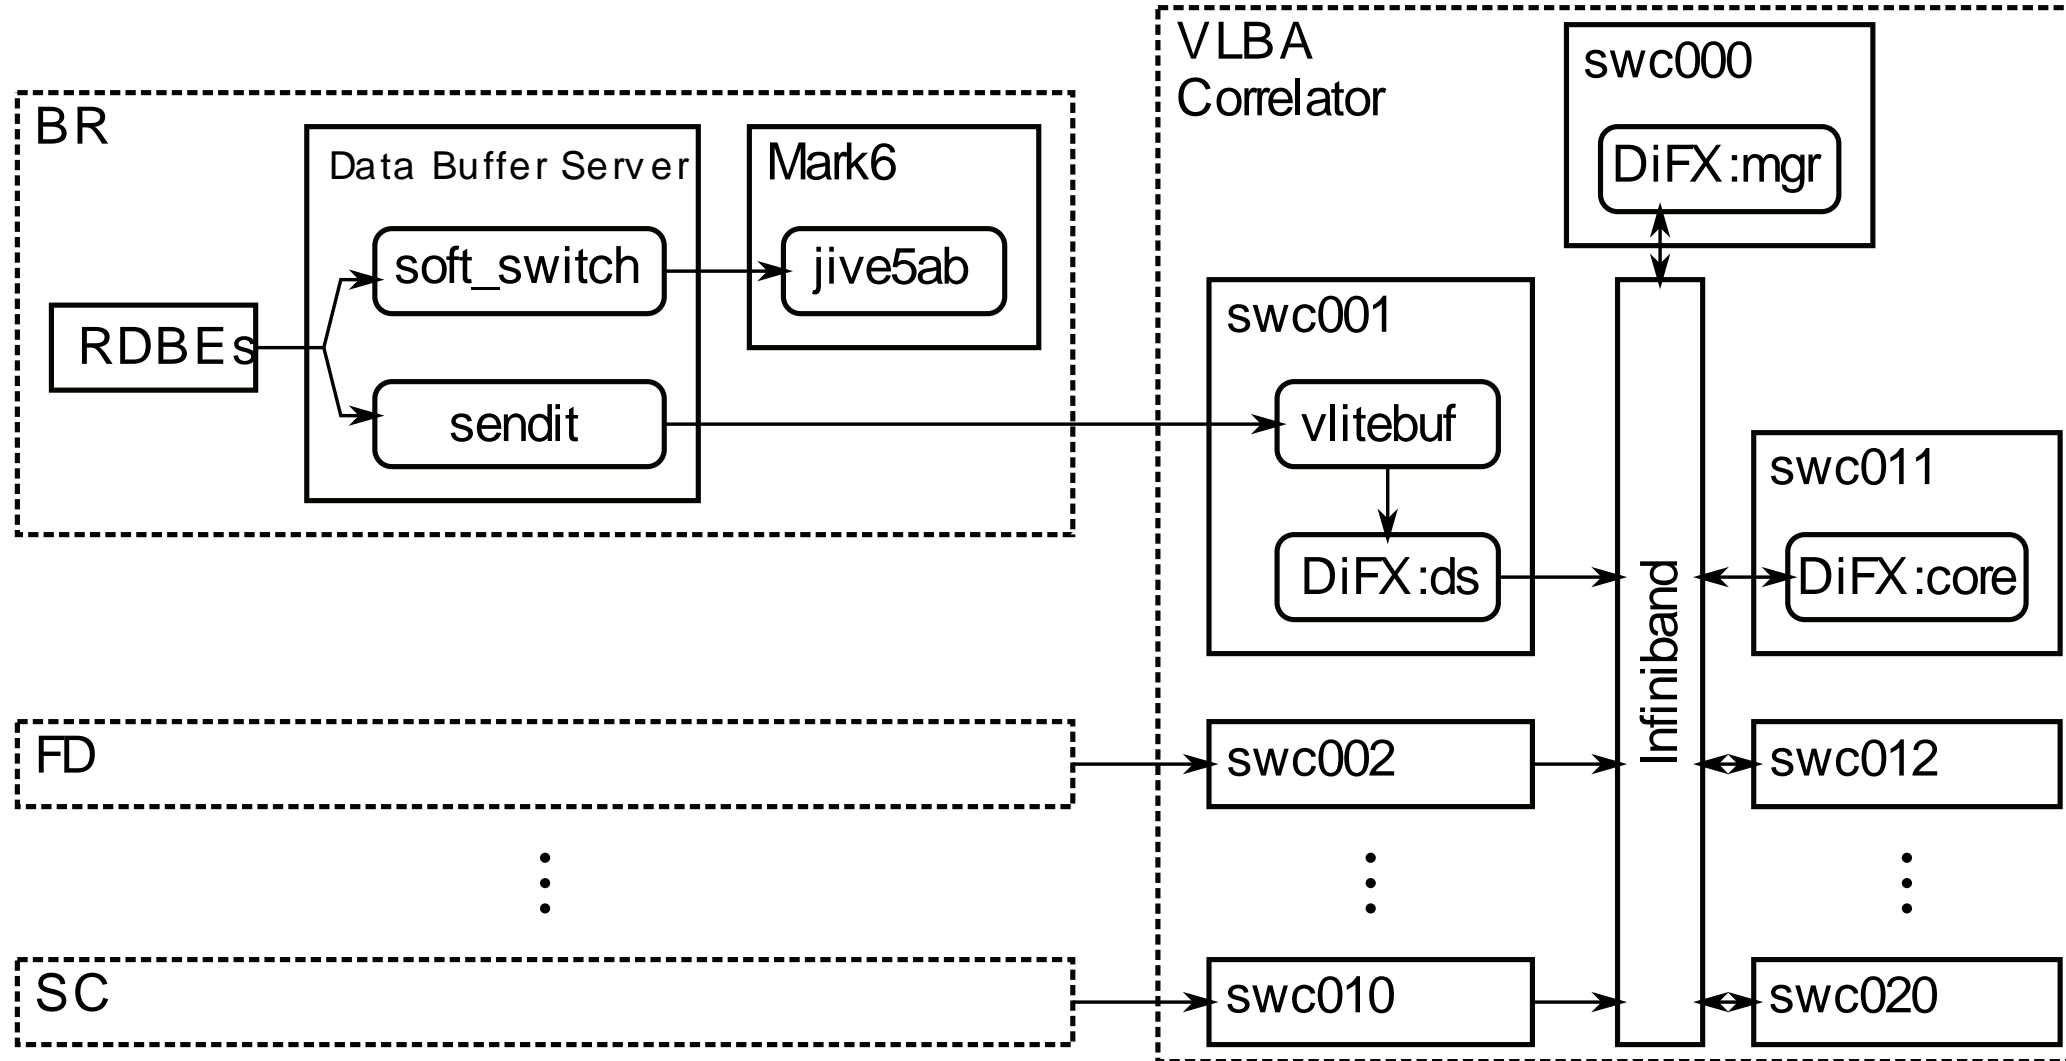 VLBA
Correlator
swc000
DiFX:mgr
BR
Data Buffer Server
Mark6
soft_switch
jive5ab
RDBEs
sendit
swc001
vlitebuf
DiFX:ds
Infiniband
swc011
DiFX:core
FD
swc002
swc012
SC
swc010
swc020